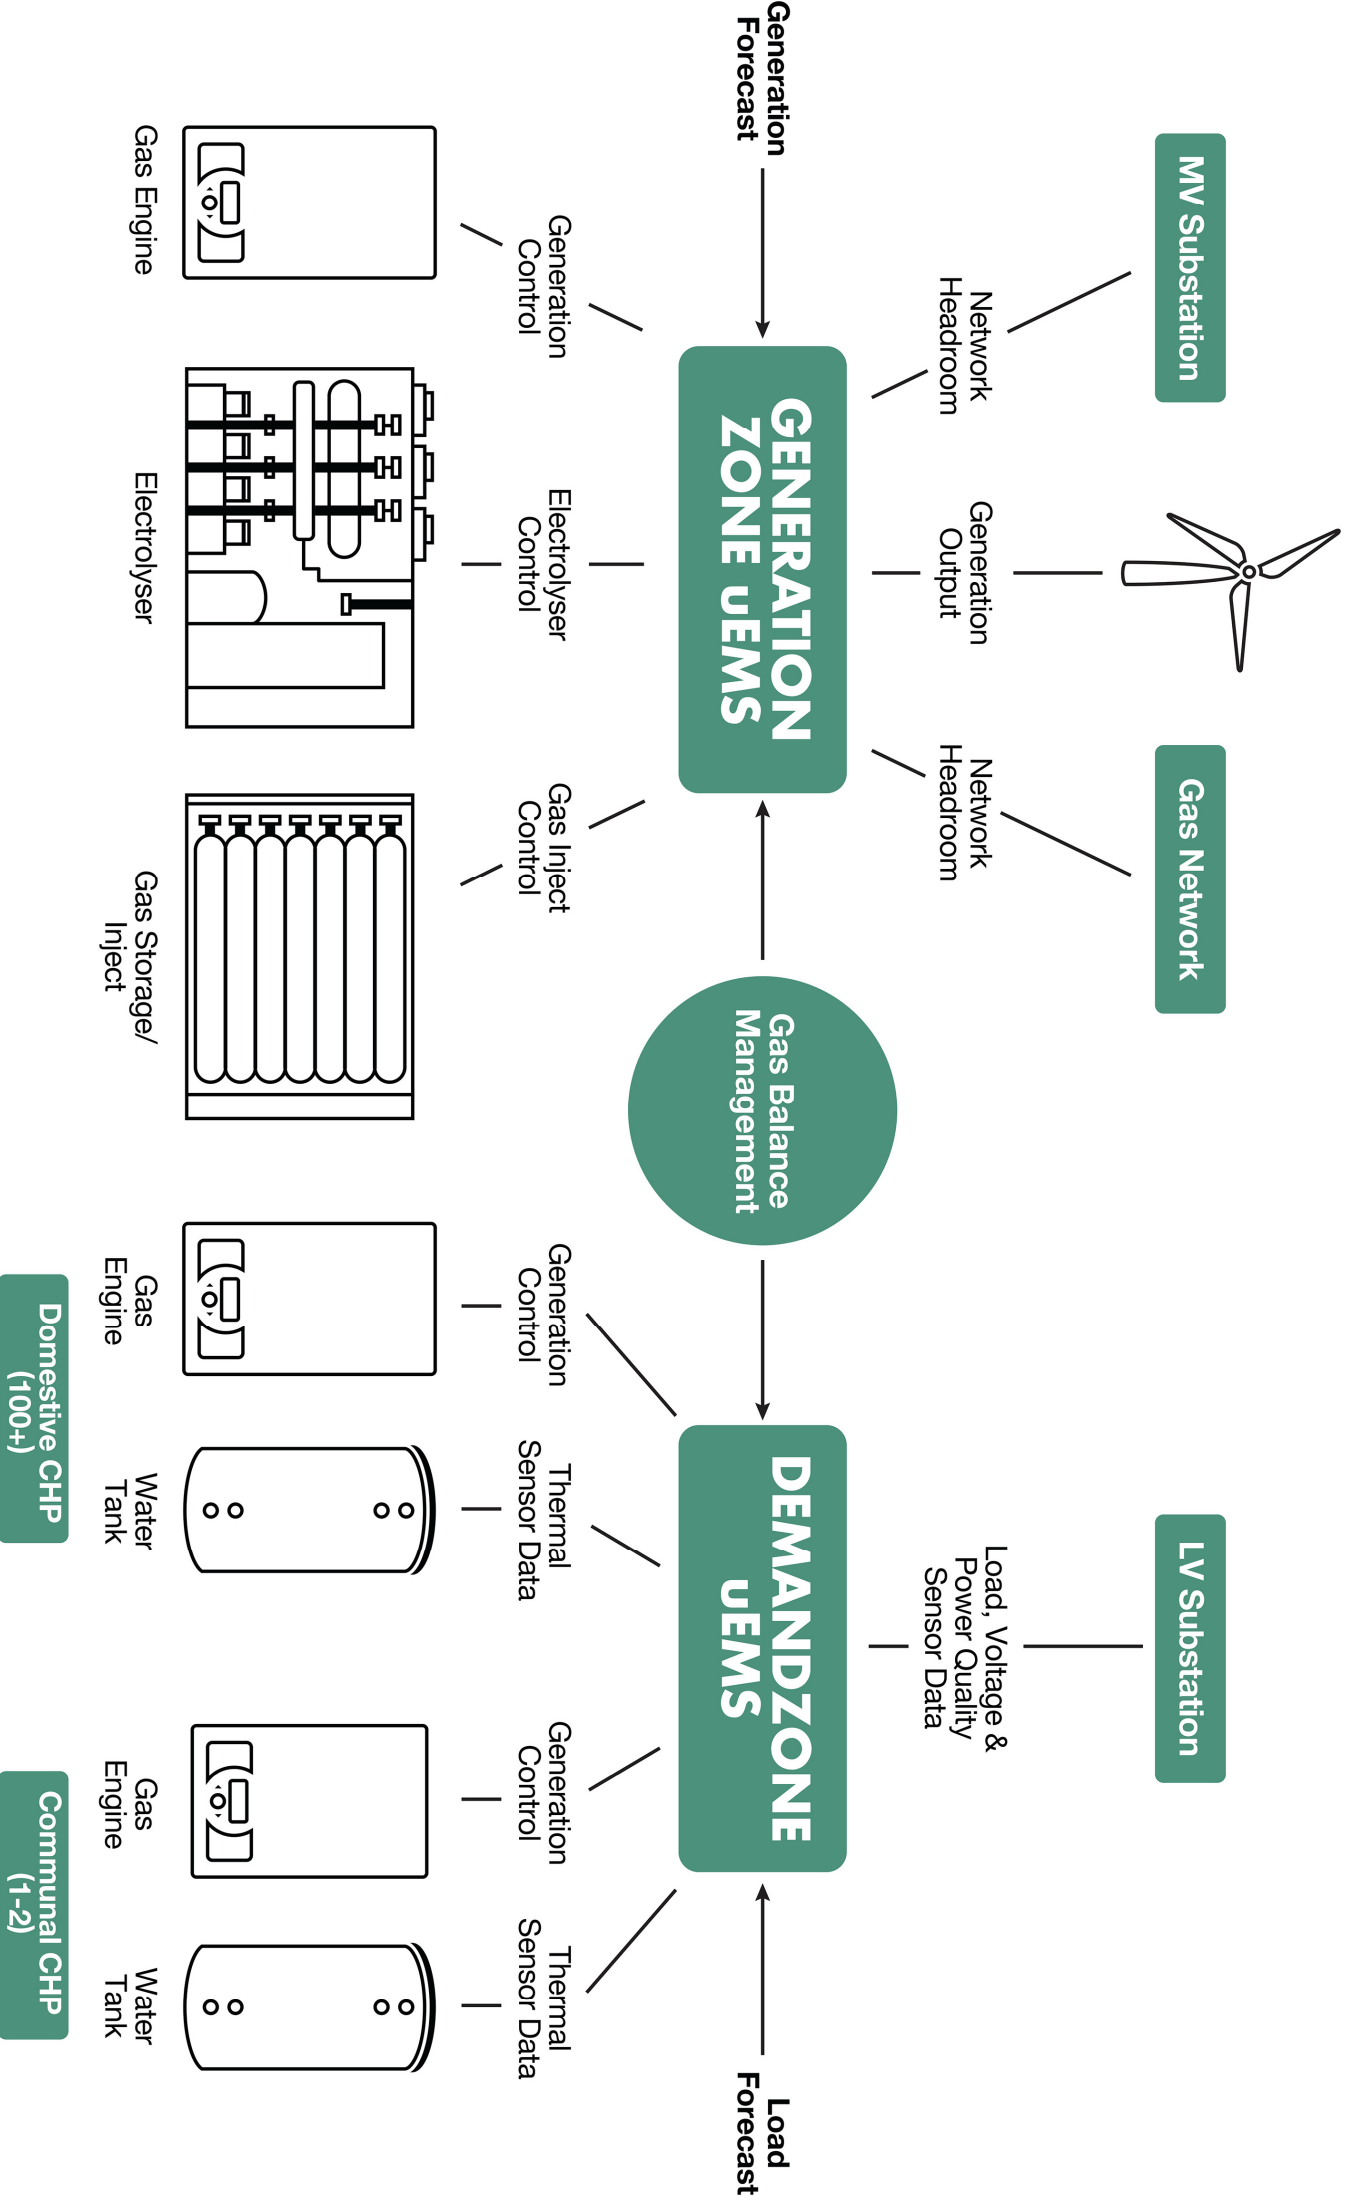 MV Substation
Gas Network
LV Substation
Network
Headroom
Generation
Output
Network
Headroom
Load, Voltage &
Power Quality
Sensor Data
Generation
Forecast
GENERATION
ZONE uEMS
Gas Balance
Management
DEMANDZONE
uEMS
Load
Forecast
Generation
Control
Electrolyser
Control
Gas Inject
Control
Generation
Control
Thermal
Sensor Data
Generation
Control
Thermal
Sensor Data
Gas Engine
Electrolyser
Gas Storage/
Inject
Gas
Engine
Water
Tank
Gas
Engine
Water
Tank
Domestive CHP
(100+)
Communal CHP
(1-2)